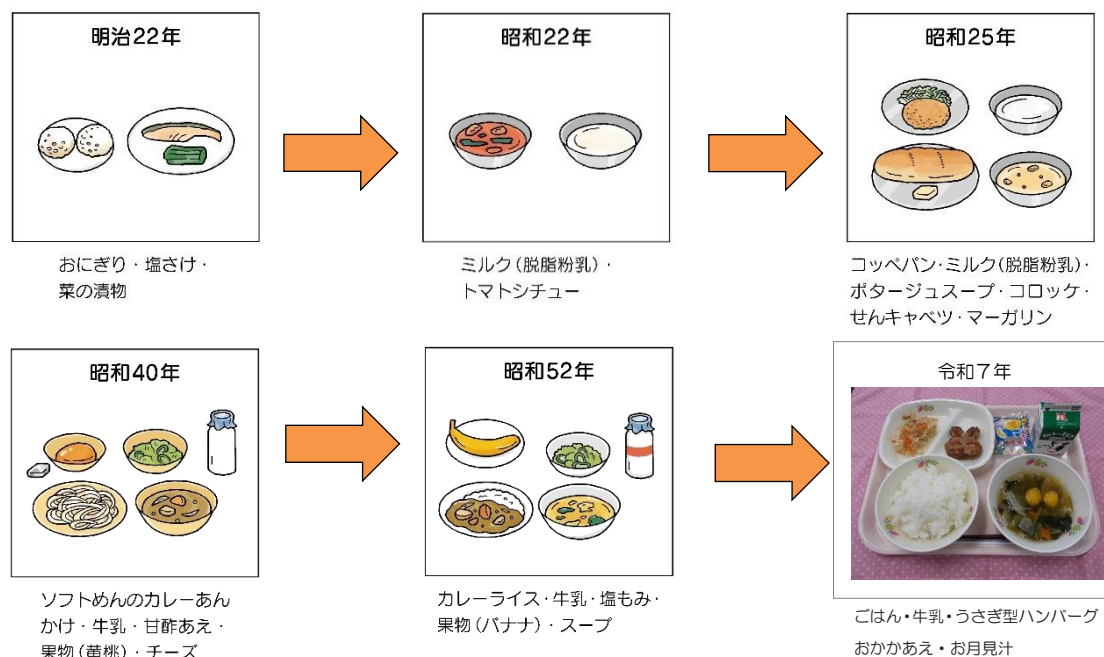 明治22年
おにぎり・塩さけ・
菜の漬物
昭和22年
ミルク(脱脂粉乳)・
トマトシチュー
昭和25年
コッペパン・ミルク(脱脂粉乳)・
ポタージュスープ・コロッケ・
せんキャベツ・マーガリン
昭和40年
ソフトめんのカレーあん
かけ・牛乳・甘酢あえ・
果物(黄桃)・チーズ
昭和52年
カレーライス・牛乳・塩もみ・
果物(バナナ)・スープ
令和7年
ごはん・牛乳・うさぎ型ハンバーグ
おかかあえ・お月見汁